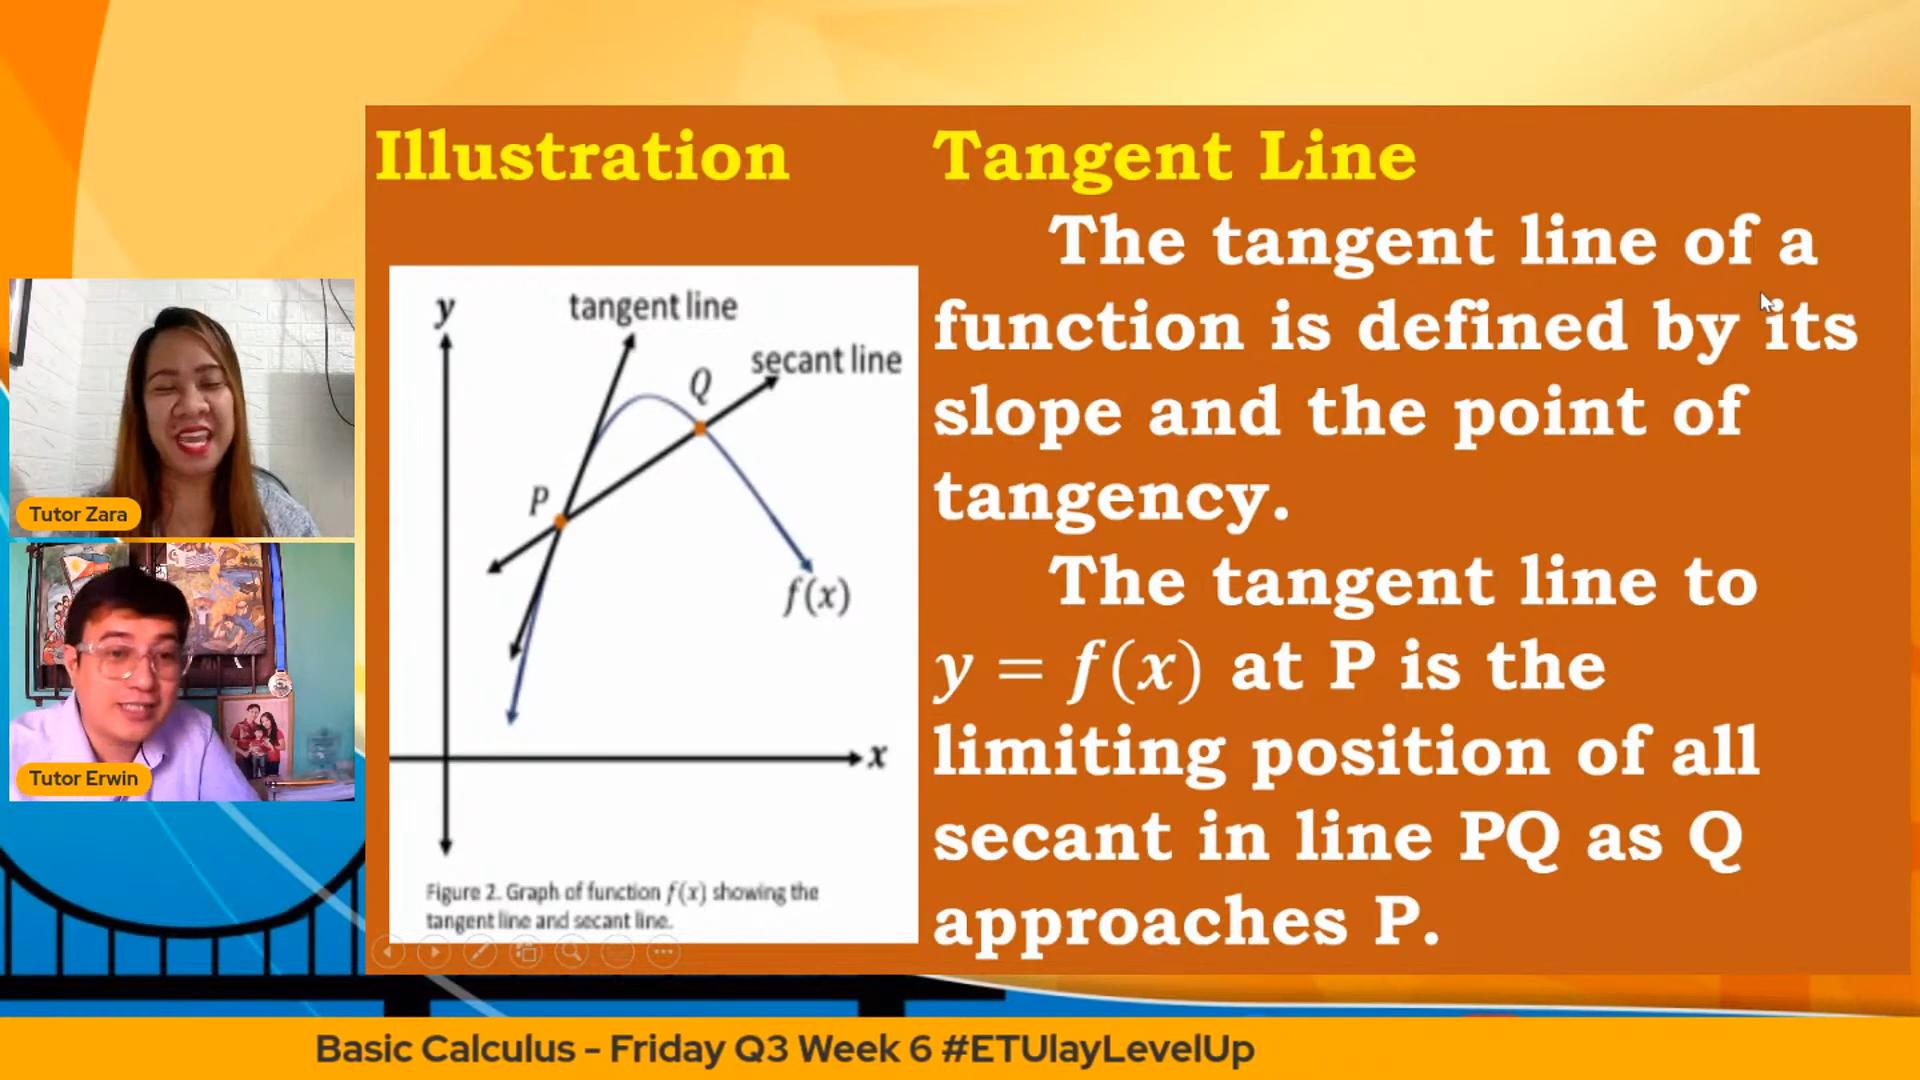 Illustration
Tangent Line
The tangent line of a
function is defined by its
slope and the point of
tangency.
The tangent line to
y = f(x) at P is the
limiting position of all
secant in line PQ as Q
approaches P.
y
tangent line
secant line
Q
P
f(x)
x
Figure 2. Graph of function f(x) showing the
tangent line and secant line.
Tutor Zara
Tutor Erwin
Basic Calculus - Friday Q3 Week 6 #ETUlayLevelUp